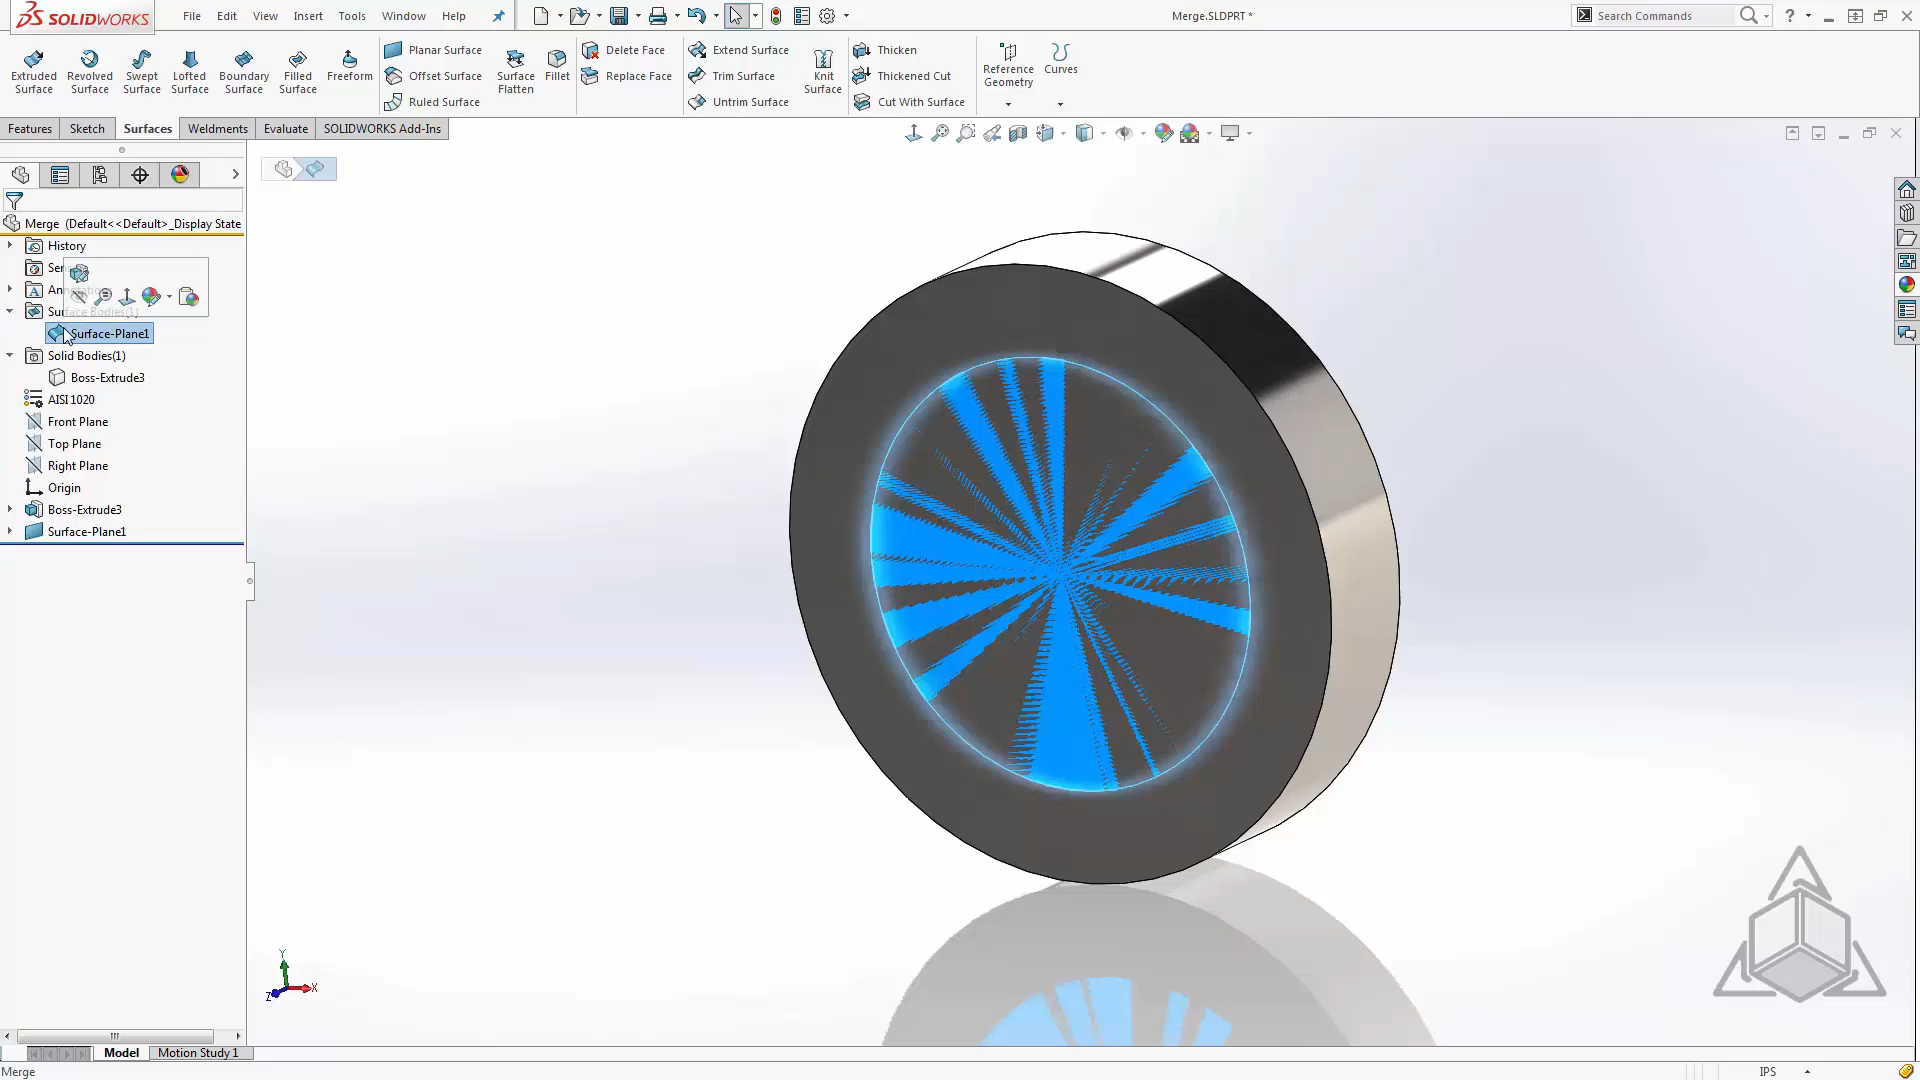 SOLIDWORKS File Edit View Insert Tools Window Help Merge.SLDPRT * Search Commands ?
Extruded Surface
Revolved Surface
Swept Surface
Lofted Surface
Boundary Surface
Filled Surface
Freeform
Planar Surface
Offset Surface
Ruled Surface
Surface Flatten
Fillet
Delete Face
Replace Face
Extend Surface
Trim Surface
Untrim Surface
Knit Surface
Thicken
Thickened Cut
Cut With Surface
Reference Geometry
Curves
Features Sketch Surfaces Weldments Evaluate SOLIDWORKS Add-Ins
Merge (Default<<Default>_Display State
History
Sen
Annotations
Surface Bodies(1)
Surface-Plane1
Solid Bodies(1)
Boss-Extrude3
AISI 1020
Front Plane
Top Plane
Right Plane
Origin
Boss-Extrude3
Surface-Plane1
Y
X
Z
Model Motion Study 1
Merge IPS